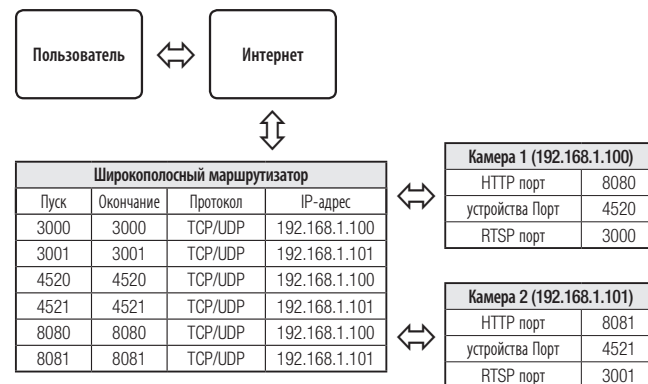 Пользователь
Интернет
Широкополосный маршрутизатор
Пуск Окончание Протокол IP-адрес
3000 3000 TCP/UDP 192.168.1.100
3001 3001 TCP/UDP 192.168.1.101
4520 4520 TCP/UDP 192.168.1.100
4521 4521 TCP/UDP 192.168.1.101
8080 8080 TCP/UDP 192.168.1.100
8081 8081 TCP/UDP 192.168.1.101
Камера 1 (192.168.1.100)
HTTP порт 8080
устройства Порт 4520
RTSP порт 3000
Камера 2 (192.168.1.101)
HTTP порт 8081
устройства Порт 4521
RTSP порт 3001